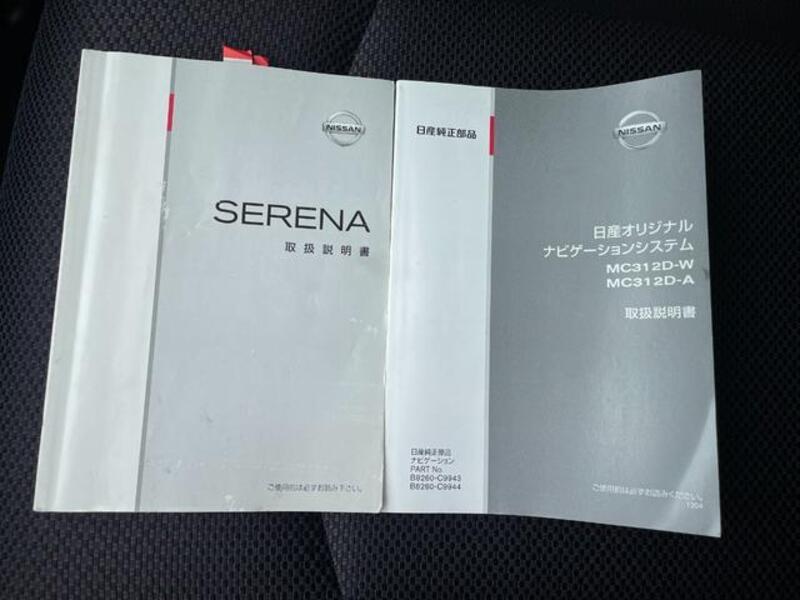 NISSAN
SERENA
取扱説明書
ご使用前は必ずお読み下さい。
日産純正部品
NISSAN
日産オリジナル
ナビゲーションシステム
MC312D-W
MC312D-A
取扱説明書
日産純正部品
ナビゲーション
PART No.
B8260-C9943
B8260-C9944
ご使用前には必ずお読みください。
1204